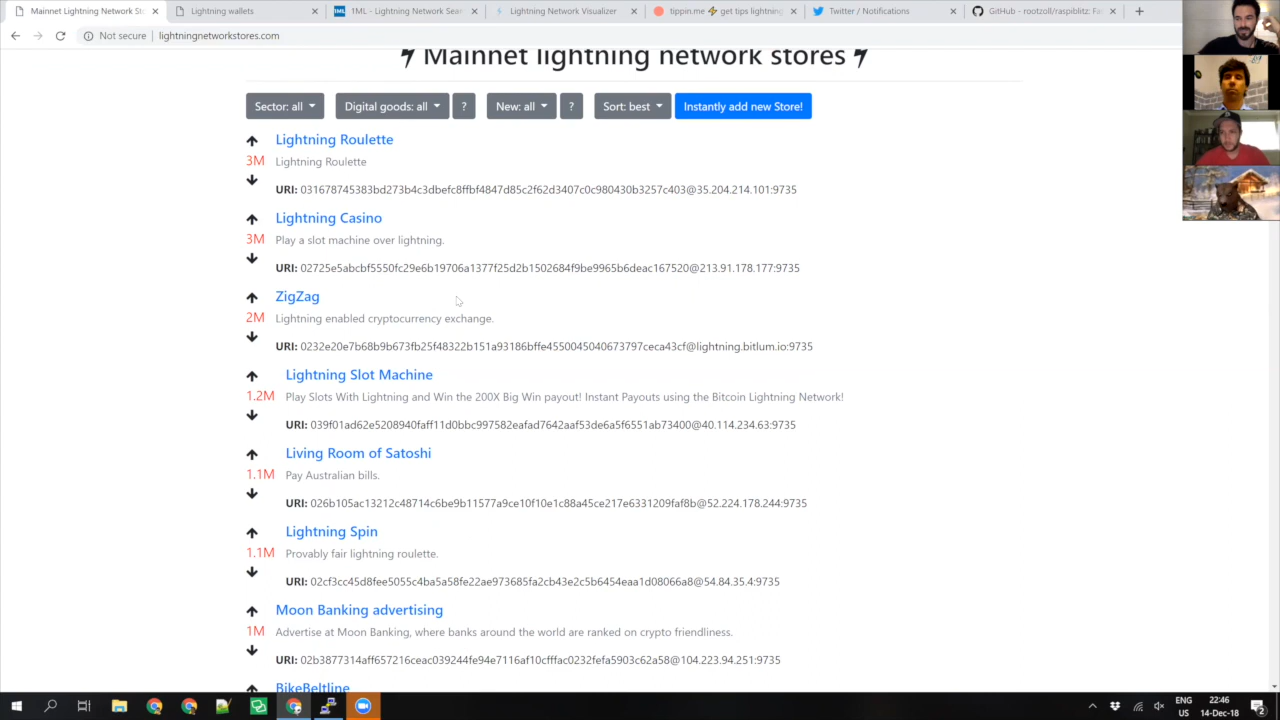 Mainnet Lightning Network St
Lightning wallets
1ML - Lightning Network Sear
Lightning Network Visualizer
tippin.me ⚡ get tips lightning
Twitter / Notifications
GitHub - rootzoll/raspiblitz: Fas
Not secure
lightningnetworkstores.com
Mainnet lightning network stores
Sector: all
Digital goods: all
?
New: all
?
Sort: best
Instantly add new Store!
Lightning Roulette
3M
Lightning Roulette
URI: 031678745383bd273b4c3dbefc8ffbf4847d85c2f62d3407c0c980430b3257c403@35.204.214.101:9735
Lightning Casino
3M
Play a slot machine over lightning.
URI: 02725e5abcbf5550fc29e6b19706a1377f25d2b1502684f9be9965b6deac167520@213.91.178.177:9735
ZigZag
2M
Lightning enabled cryptocurrency exchange.
URI: 0232e20e7b68b9b673fb25f48322b151a93186bffe4550045040673797ceca43cf@lightning.bitlum.io:9735
Lightning Slot Machine
1.2M
Play Slots With Lightning and Win the 200X Big Win payout! Instant Payouts using the Bitcoin Lightning Network!
URI: 039f01ad62e5208940faff11d0bbc997582eafad7642aaf53de6a5f6551ab73400@40.114.234.63:9735
Living Room of Satoshi
1.1M
Pay Australian bills.
URI: 026b105ac13212c48714c6be9b11577a9ce10f10e1c88a45ce217e6331209faf8b@52.224.178.244:9735
Lightning Spin
1.1M
Provably fair lightning roulette.
URI: 02cf3cc45d8fee5055c4ba5a58fe22ae973685fa2cb43e2c5b6454eaa1d08066a8@54.84.35.4:9735
Moon Banking advertising
1M
Advertise at Moon Banking, where banks around the world are ranked on crypto friendliness.
URI: 02b3877314aff657216ceac039244fe94e7116af10cfffac0232fefa5903c62a58@104.223.94.251:9735
BikeBeltline
ENG
US
22:46
14-Dec-18
2